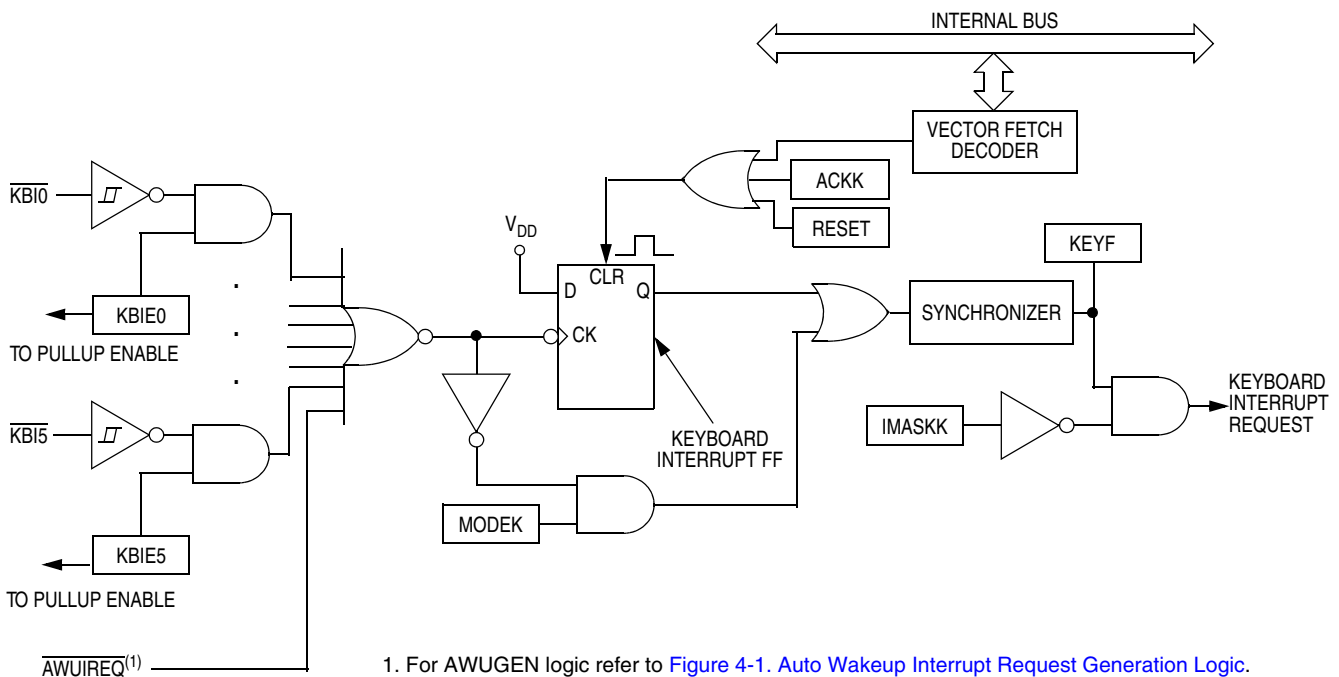 INTERNAL BUS
VECTOR FETCH
DECODER
ACKK
RESET
KBI0
VDD
KEYF
CLR
D
Q
CK
SYNCHRONIZER
KBIE0
TO PULLUP ENABLE
KBI5
KEYBOARD
INTERRUPT FF
IMASKK
KEYBOARD
INTERRUPT
REQUEST
MODEK
KBIE5
TO PULLUP ENABLE
AWUIREQ(1)
1. For AWUGEN logic refer to Figure 4-1. Auto Wakeup Interrupt Request Generation Logic.